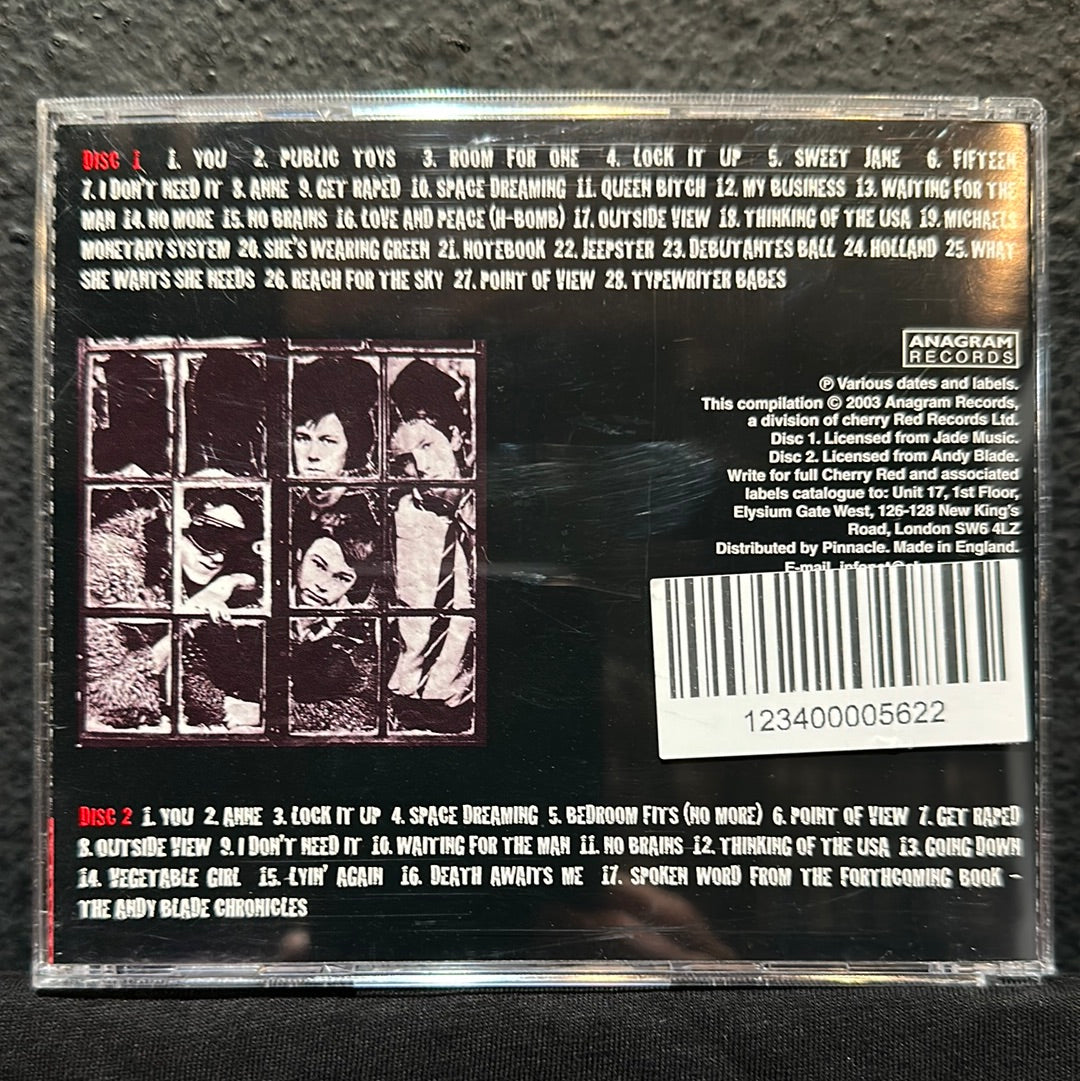 DISC 1 1. YOU 2. PUBLIC TOYS 3. ROOM FOR ONE 4. LOCK IT UP 5. SWEET JANE 6. FIFTEEN
7. I DON'T NEED IT 8. ANNE 9. GET RAPED 10. SPACE DREAMING 11. QUEEN BITCH 12. MY BUSINESS 13. WAITING FOR THE
MAN 14. NO MORE 15. NO BRAINS 16. LOVE AND PEACE (H-BOMB) 17. OUTSIDE VIEW 18. THINKING OF THE USA 19. MICHAELS
MONETARY SYSTEM 20. SHE'S WEARING GREEN 21. NOTEBOOK 22. JEEPSTER 23. DEBUTANTES BALL 24. HOLLAND 25. WHAT
SHE WANTS SHE NEEDS 26. REACH FOR THE SKY 27. POINT OF VIEW 28. TYPEWRITER BABES
ANAGRAM
RECORDS
℗ Various dates and labels.
This compilation © 2003 Anagram Records,
a division of cherry Red Records Ltd.
Disc 1. Licensed from Jade Music.
Disc 2. Licensed from Andy Blade.
Write for full Cherry Red and associated
labels catalogue to: Unit 17, 1st Floor,
Elysium Gate West, 126-128 New King's
Road, London SW6 4LZ
Distributed by Pinnacle. Made in England.
E-mail
123400005622
DISC 2 1. YOU 2. ANNE 3. LOCK IT UP 4. SPACE DREAMING 5. BEDROOM FITS (NO MORE) 6. POINT OF VIEW 7. GET RAPED
8. OUTSIDE VIEW 9. I DON'T NEED IT 10. WAITING FOR THE MAN 11. NO BRAINS 12. THINKING OF THE USA 13. GOING DOWN
14. VEGETABLE GIRL 15. LYIN' AGAIN 16. DEATH AWAITS ME 17. SPOKEN WORD FROM THE FORTHCOMING BOOK –
THE ANDY BLADE CHRONICLES